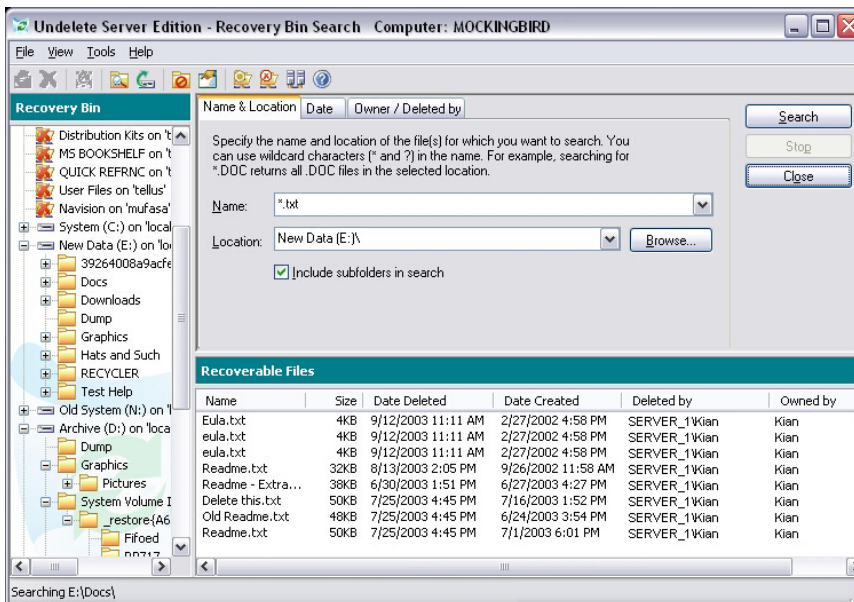 Undelete Server Edition - Recovery Bin Search Computer: MOCKINGBIRD
File View Tools Help
Recovery Bin
Distribution Kits on 't
MS BOOKSHELF on 't
QUICK REFRNC on 't
User Files on 'tellus'
Navision on 'mufasa'
System (C:) on 'local
New Data (E:) on 'lo
39264008a9acfe
Docs
Downloads
Dump
Graphics
Hats and Such
RECYCLER
Test Help
Old System (N:) on 'l
Archive (D:) on 'loca
Dump
Graphics
Pictures
System Volume I
_restore{A6
Fifoed
RP717
Name & Location Date Owner / Deleted by
Specify the name and location of the file(s) for which you want to search. You
can use wildcard characters (* and ?) in the name. For example, searching for
*.DOC returns all .DOC files in the selected location.
Name: *.txt
Location: New Data (E:)\ Browse...
Include subfolders in search
Search
Stop
Close
Recoverable Files
Name Size Date Deleted Date Created Deleted by Owned by
Eula.txt 4KB 9/12/2003 11:11 AM 2/27/2002 4:58 PM SERVER_1\Kian Kian
eula.txt 4KB 9/12/2003 11:11 AM 2/27/2002 4:58 PM SERVER_1\Kian Kian
eula.txt 4KB 9/12/2003 11:11 AM 2/27/2002 4:58 PM SERVER_1\Kian Kian
Readme.txt 32KB 8/13/2003 2:05 PM 9/26/2002 11:58 AM SERVER_1\Kian Kian
Readme - Extra... 38KB 6/30/2003 1:51 PM 6/27/2003 4:27 PM SERVER_1\Kian Kian
Delete this.txt 50KB 7/25/2003 4:45 PM 7/16/2003 1:52 PM SERVER_1\Kian Kian
Old Readme.txt 48KB 7/25/2003 4:45 PM 6/24/2003 3:54 PM SERVER_1\Kian Kian
Readme.txt 50KB 7/25/2003 4:45 PM 7/1/2003 6:01 PM SERVER_1\Kian Kian
Searching E:\Docs\